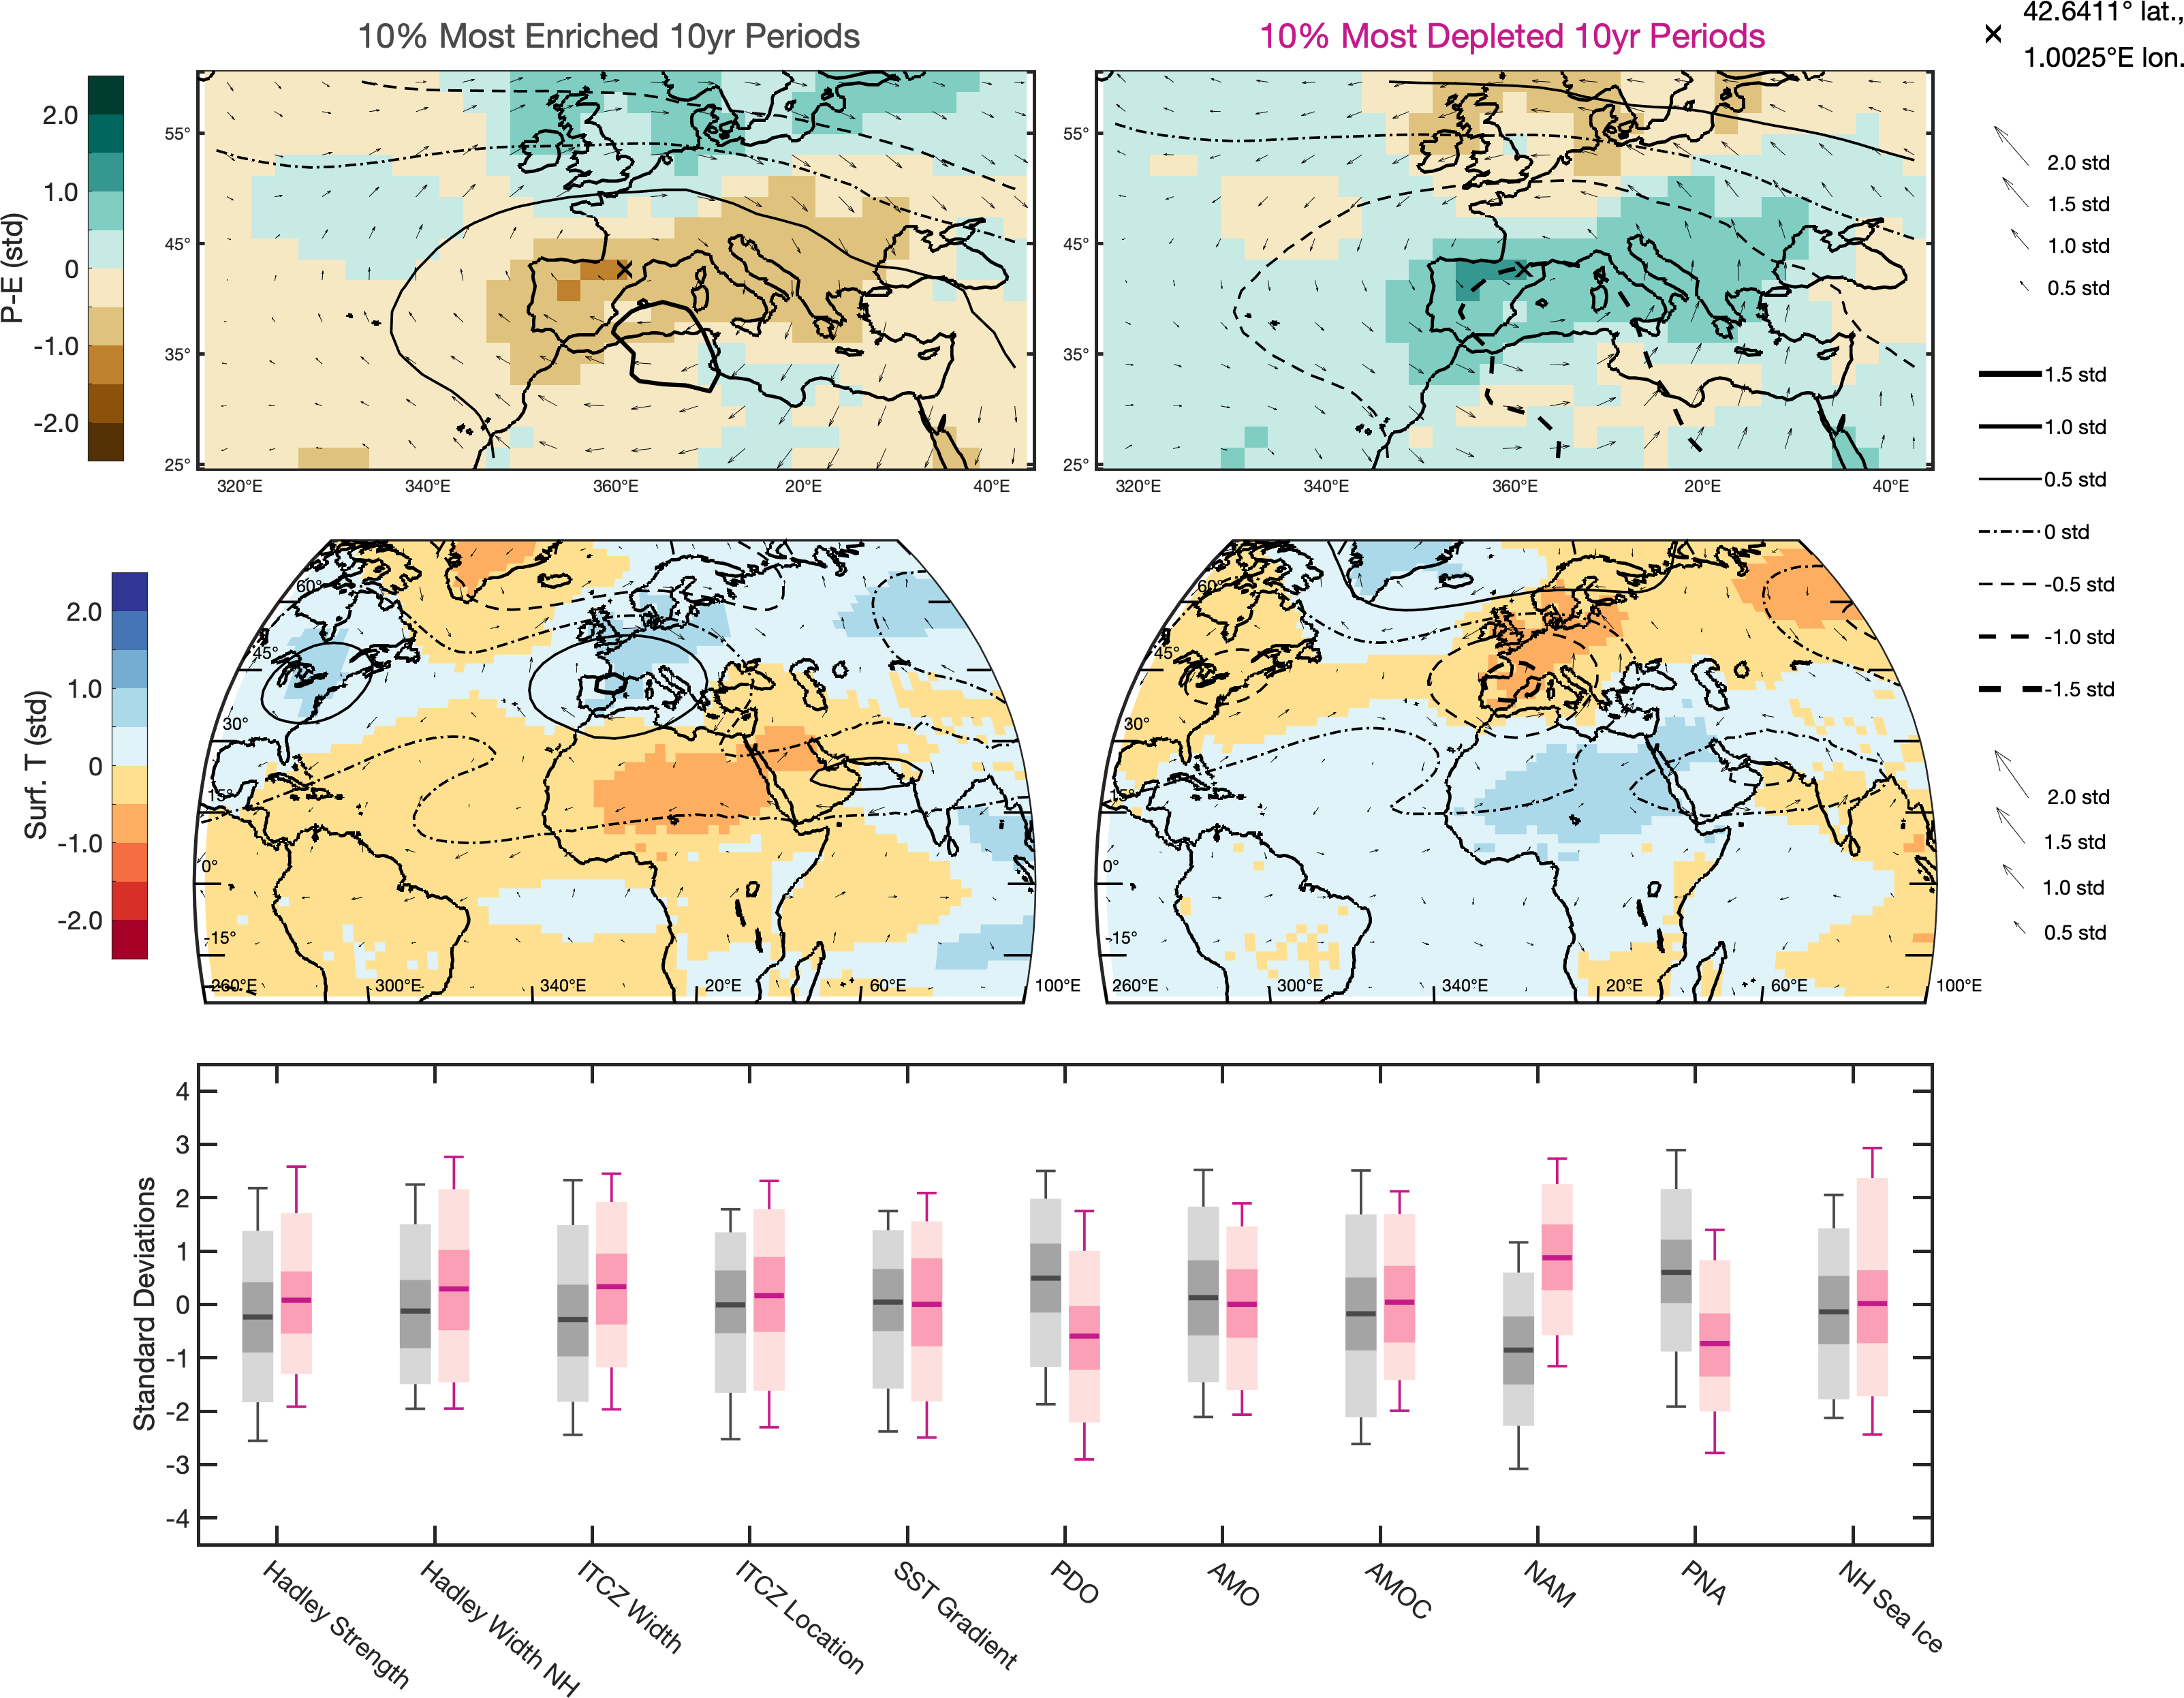 10% Most Enriched 10yr Periods
10% Most Depleted 10yr Periods
42.6411° lat.,
1.0025°E lon.
P-E (std)
2.0
1.0
0
-1.0
-2.0
55°
45°
35°
25°
320°E
340°E
360°E
20°E
40°E
55°
45°
35°
25°
320°E
340°E
360°E
20°E
40°E
2.0 std
1.5 std
1.0 std
0.5 std
1.5 std
1.0 std
0.5 std
0 std
-0.5 std
-1.0 std
-1.5 std
2.0 std
1.5 std
1.0 std
0.5 std
Surf. T (std)
2.0
1.0
0
-1.0
-2.0
60°
45°
30°
15°
0°
-15°
260°E
300°E
340°E
20°E
60°E
100°E
60°
45°
30°
15°
0°
-15°
260°E
300°E
340°E
20°E
60°E
100°E
Standard Deviations
4
3
2
1
0
-1
-2
-3
-4
Hadley Strength
Hadley Width NH
ITCZ Width
ITCZ Location
SST Gradient
PDO
AMO
AMOC
NAM
PNA
NH Sea Ice